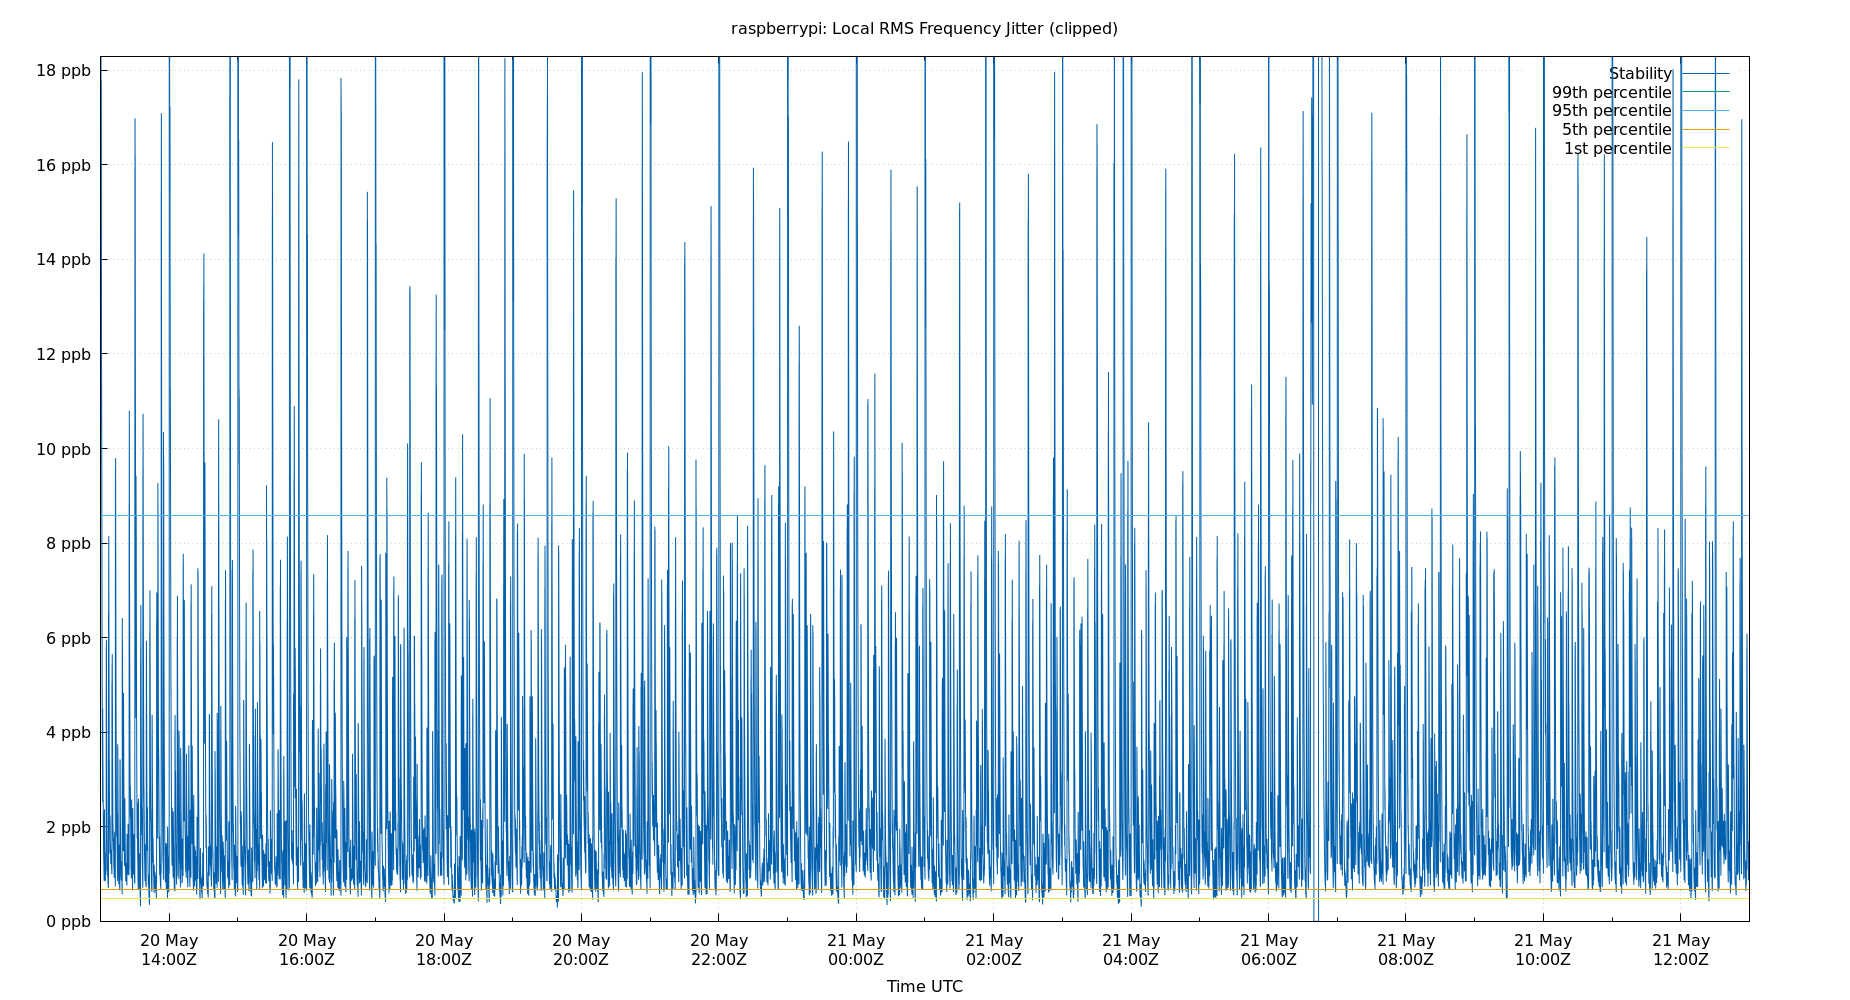 raspberrypi: Local RMS Frequency Jitter (clipped)
18 ppb
16 ppb
14 ppb
12 ppb
10 ppb
8 ppb
6 ppb
4 ppb
2 ppb
0 ppb
Stability
99th percentile
95th percentile
5th percentile
1st percentile
20 May 20 May 20 May 20 May 20 May 21 May 21 May 21 May 21 May 21 May 21 May 21 May
14:00Z 16:00Z 18:00Z 20:00Z 22:00Z 00:00Z 02:00Z 04:00Z 06:00Z 08:00Z 10:00Z 12:00Z
Time UTC